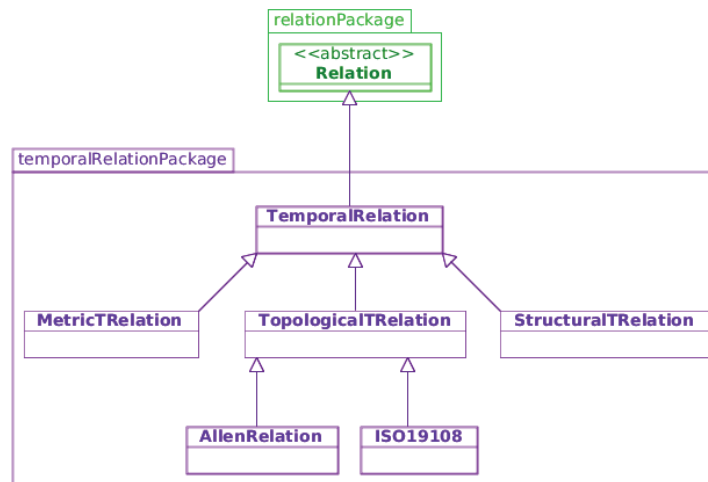 relationPackage
<<abstract>>
Relation
temporalRelationPackage
TemporalRelation
MetricTRelation
TopologicalTRelation
StructuralTRelation
AllenRelation
ISO19108